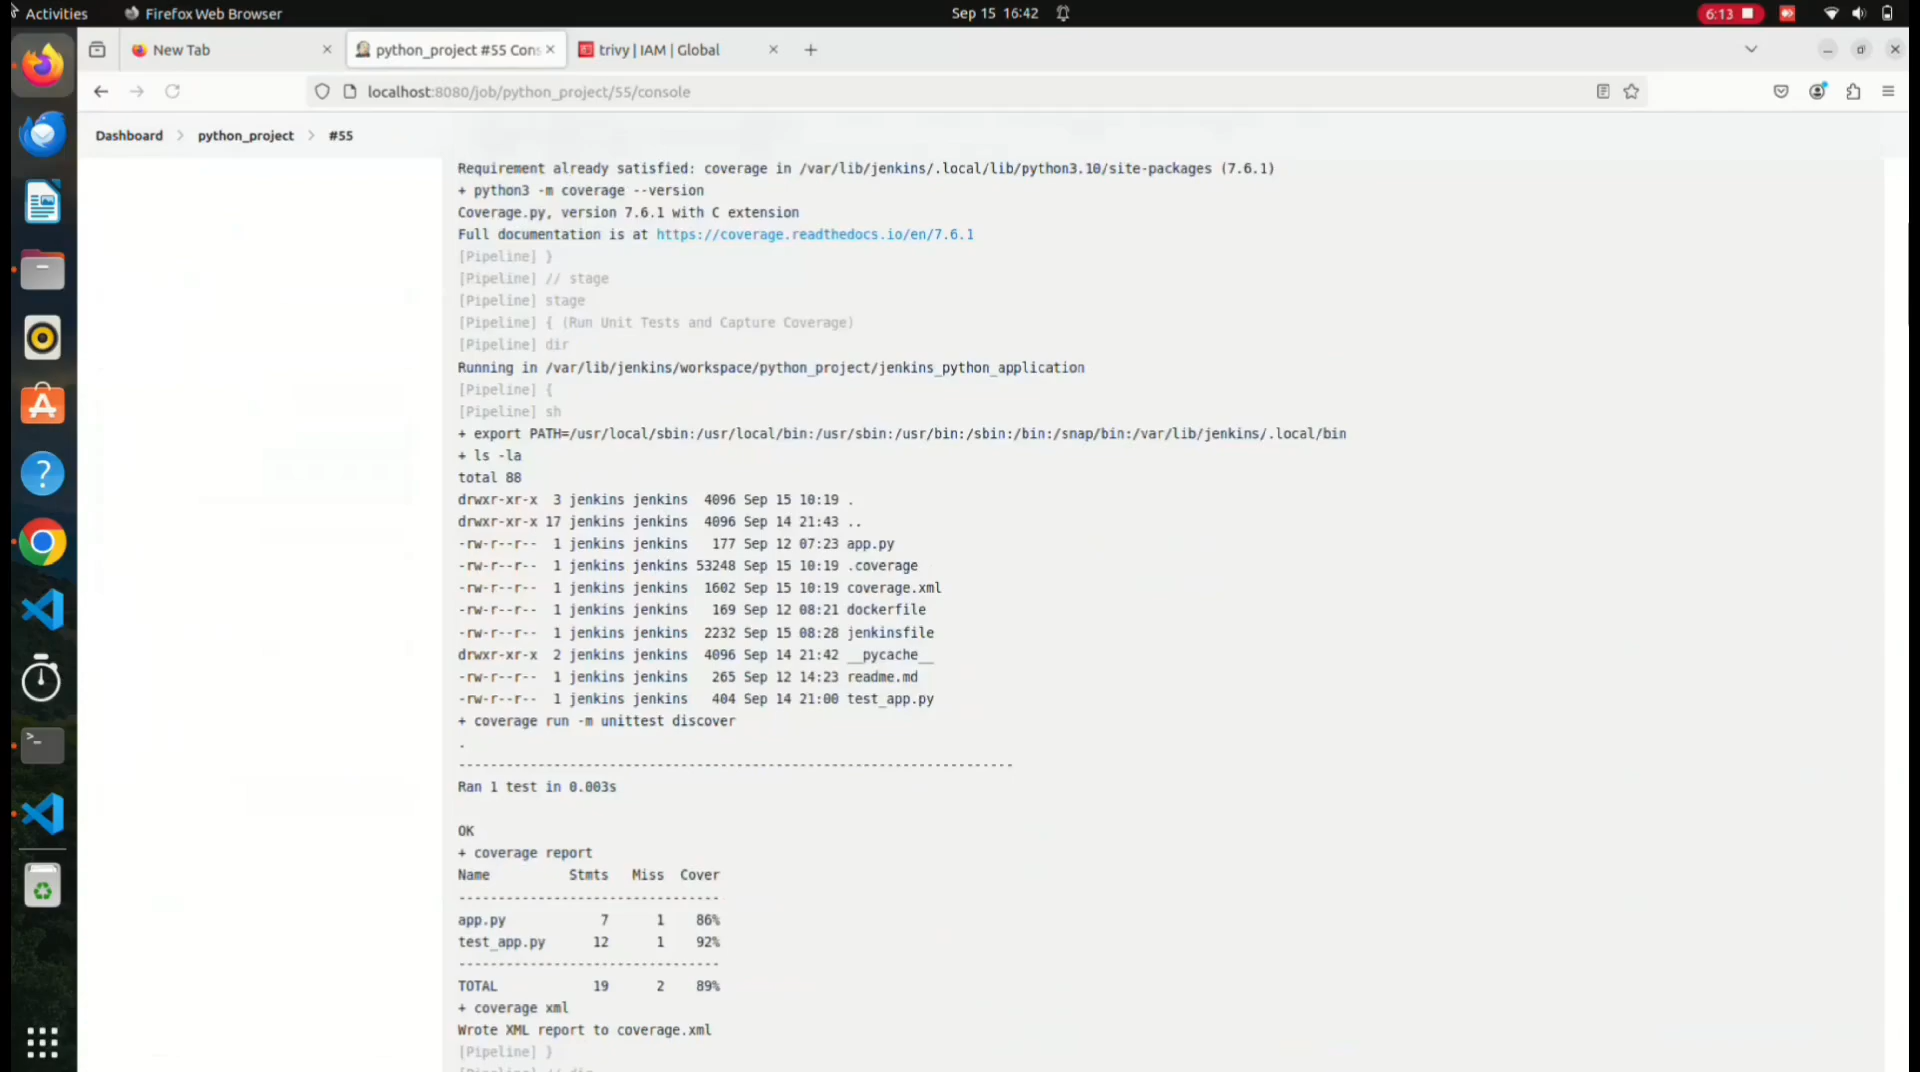 Activities
Firefox Web Browser
Sep 15 16:42
6:13
New Tab
python_project #55 Cons
trivy | IAM | Global
localhost:8080/job/python_project/55/console
Dashboard
python_project
#55
Requirement already satisfied: coverage in /var/lib/jenkins/.local/lib/python3.10/site-packages (7.6.1)
+ python3 -m coverage --version
Coverage.py, version 7.6.1 with C extension
Full documentation is at https://coverage.readthedocs.io/en/7.6.1
[Pipeline] }
[Pipeline] // stage
[Pipeline] stage
[Pipeline] { (Run Unit Tests and Capture Coverage)
[Pipeline] dir
Running in /var/lib/jenkins/workspace/python_project/jenkins_python_application
[Pipeline] {
[Pipeline] sh
+ export PATH=/usr/local/sbin:/usr/local/bin:/usr/sbin:/usr/bin:/sbin:/bin:/snap/bin:/var/lib/jenkins/.local/bin
+ ls -la
total 88
drwxr-xr-x  3 jenkins jenkins  4096 Sep 15 10:19 .
drwxr-xr-x 17 jenkins jenkins  4096 Sep 14 21:43 ..
-rw-r--r--  1 jenkins jenkins   177 Sep 12 07:23 app.py
-rw-r--r--  1 jenkins jenkins 53248 Sep 15 10:19 .coverage
-rw-r--r--  1 jenkins jenkins  1602 Sep 15 10:19 coverage.xml
-rw-r--r--  1 jenkins jenkins   169 Sep 12 08:21 dockerfile
-rw-r--r--  1 jenkins jenkins  2232 Sep 15 08:28 jenkinsfile
drwxr-xr-x  2 jenkins jenkins  4096 Sep 14 21:42 __pycache__
-rw-r--r--  1 jenkins jenkins   265 Sep 12 14:23 readme.md
-rw-r--r--  1 jenkins jenkins   404 Sep 14 21:00 test_app.py
+ coverage run -m unittest discover
.
----------------------------------------------------------------------
Ran 1 test in 0.003s
OK
+ coverage report
Name          Stmts   Miss  Cover
---------------------------------
app.py            7      1    86%
test_app.py      12      1    92%
---------------------------------
TOTAL            19      2    89%
+ coverage xml
Wrote XML report to coverage.xml
[Pipeline] }
[Pipeline] // dir